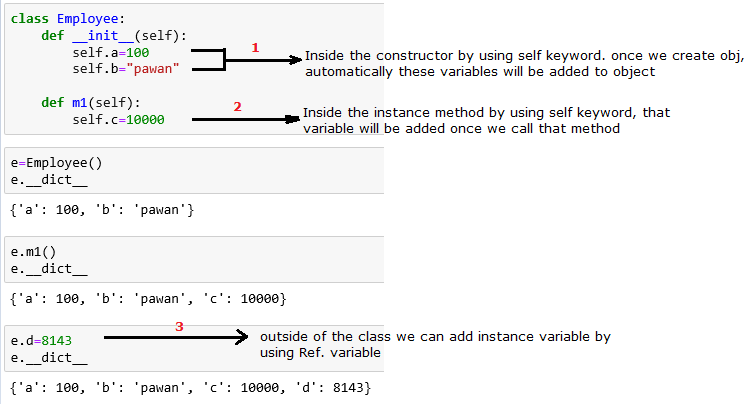 class Employee:
def __init__(self):
self.a=100
self.b="pawan"
1
Inside the constructor by using self keyword. once we create obj,
automatically these variables will be added to object
def m1(self):
self.c=10000
2
Inside the instance method by using self keyword, that
variable will be added once we call that method
e=Employee()
e.__dict__
{'a': 100, 'b': 'pawan'}
e.m1()
e.__dict__
{'a': 100, 'b': 'pawan', 'c': 10000}
e.d=8143
e.__dict__
3
outside of the class we can add instance variable by
using Ref. variable
{'a': 100, 'b': 'pawan', 'c': 10000, 'd': 8143}